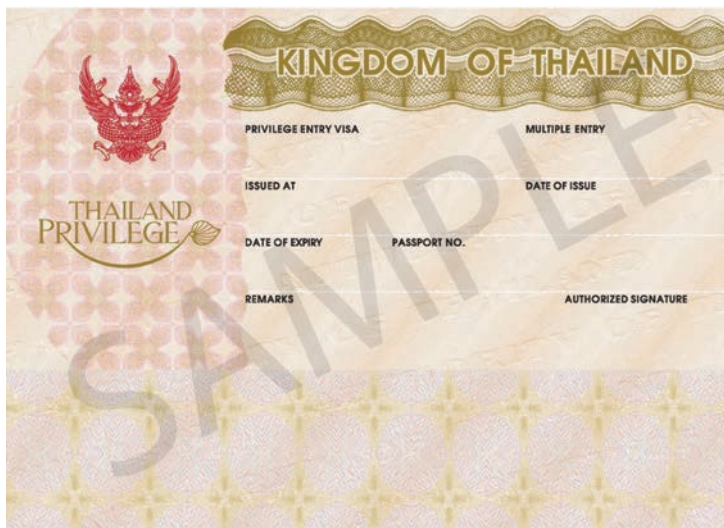 KINGDOM OF THAILAND
PRIVILEGE ENTRY VISA MULTIPLE ENTRY
ISSUED AT DATE OF ISSUE
THAILAND
PRIVILEGE
DATE OF EXPIRY PASSPORT NO.
REMARKS AUTHORIZED SIGNATURE
SAMPLE